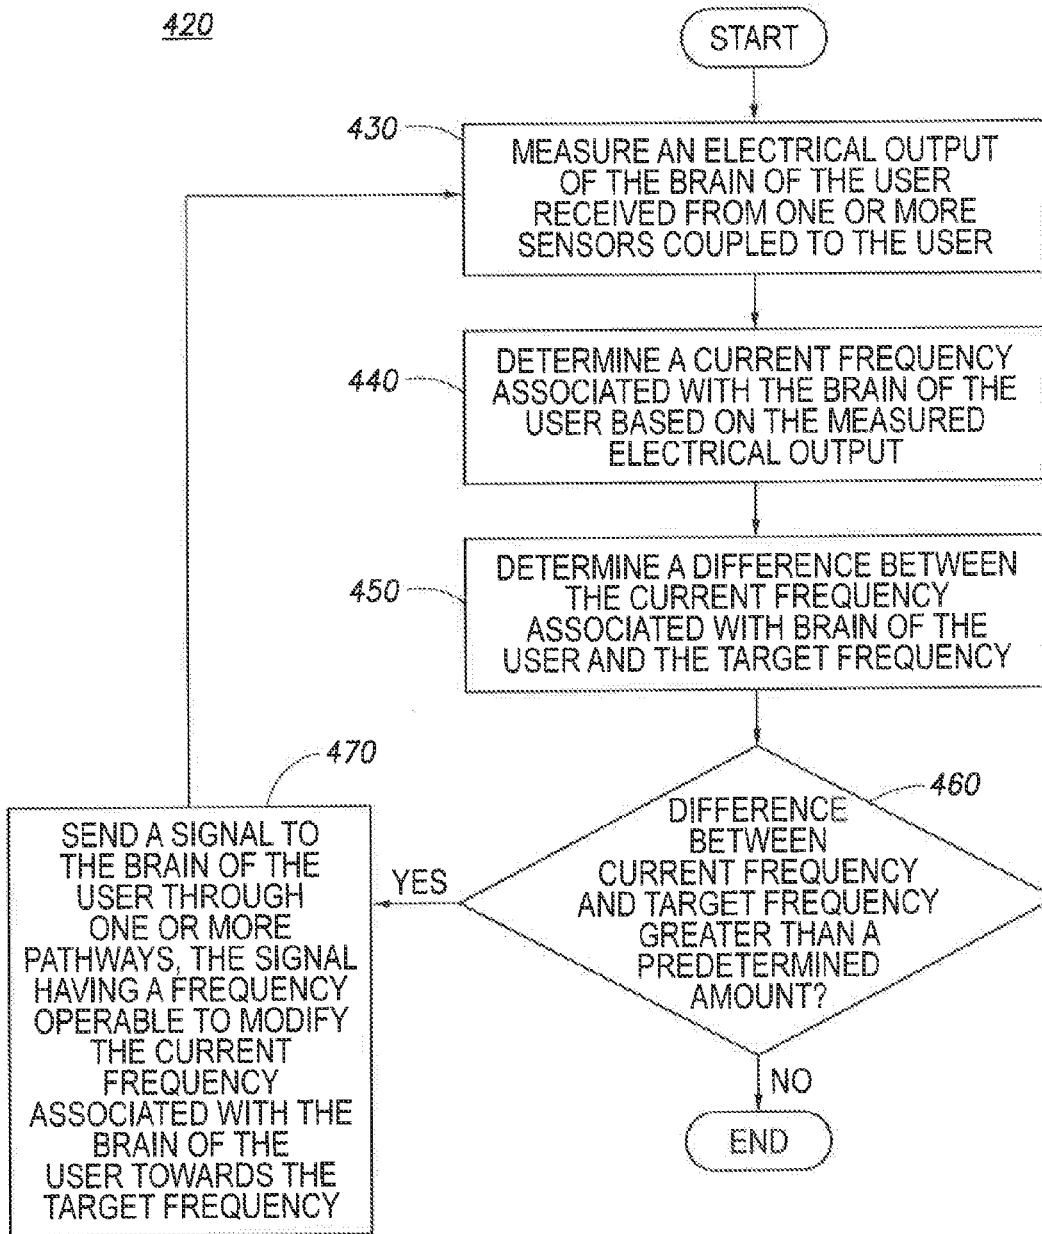 420
START
430
MEASURE AN ELECTRICAL OUTPUT
OF THE BRAIN OF THE USER
RECEIVED FROM ONE OR MORE
SENSORS COUPLED TO THE USER
440
DETERMINE A CURRENT FREQUENCY
ASSOCIATED WITH THE BRAIN OF THE
USER BASED ON THE MEASURED
ELECTRICAL OUTPUT
450
DETERMINE A DIFFERENCE BETWEEN
THE CURRENT FREQUENCY
ASSOCIATED WITH BRAIN OF THE
USER AND THE TARGET FREQUENCY
460
DIFFERENCE
BETWEEN
CURRENT FREQUENCY
AND TARGET FREQUENCY
GREATER THAN A
PREDETERMINED
AMOUNT?
YES
470
SEND A SIGNAL TO
THE BRAIN OF THE
USER THROUGH
ONE OR MORE
PATHWAYS, THE SIGNAL
HAVING A FREQUENCY
OPERABLE TO MODIFY
THE CURRENT
FREQUENCY
ASSOCIATED WITH THE
BRAIN OF THE
USER TOWARDS THE
TARGET FREQUENCY
NO
END